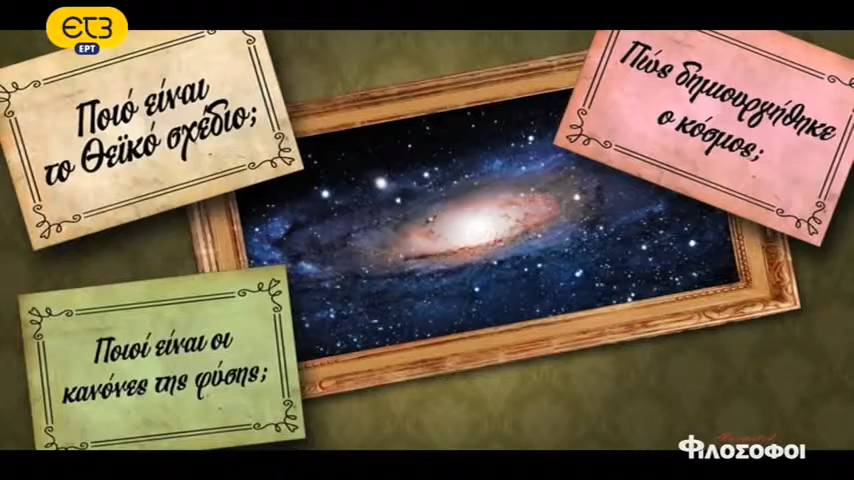 ετ3
ΕΡΤ
Ποιό είναι
το Θεϊκό σχέδιο;
Πώς δημιουργήθηκε
ο κόσμος;
Ποιοί είναι οι
κανόνες της φύσης;
ΦΙΛΟΣΟΦΟΙ